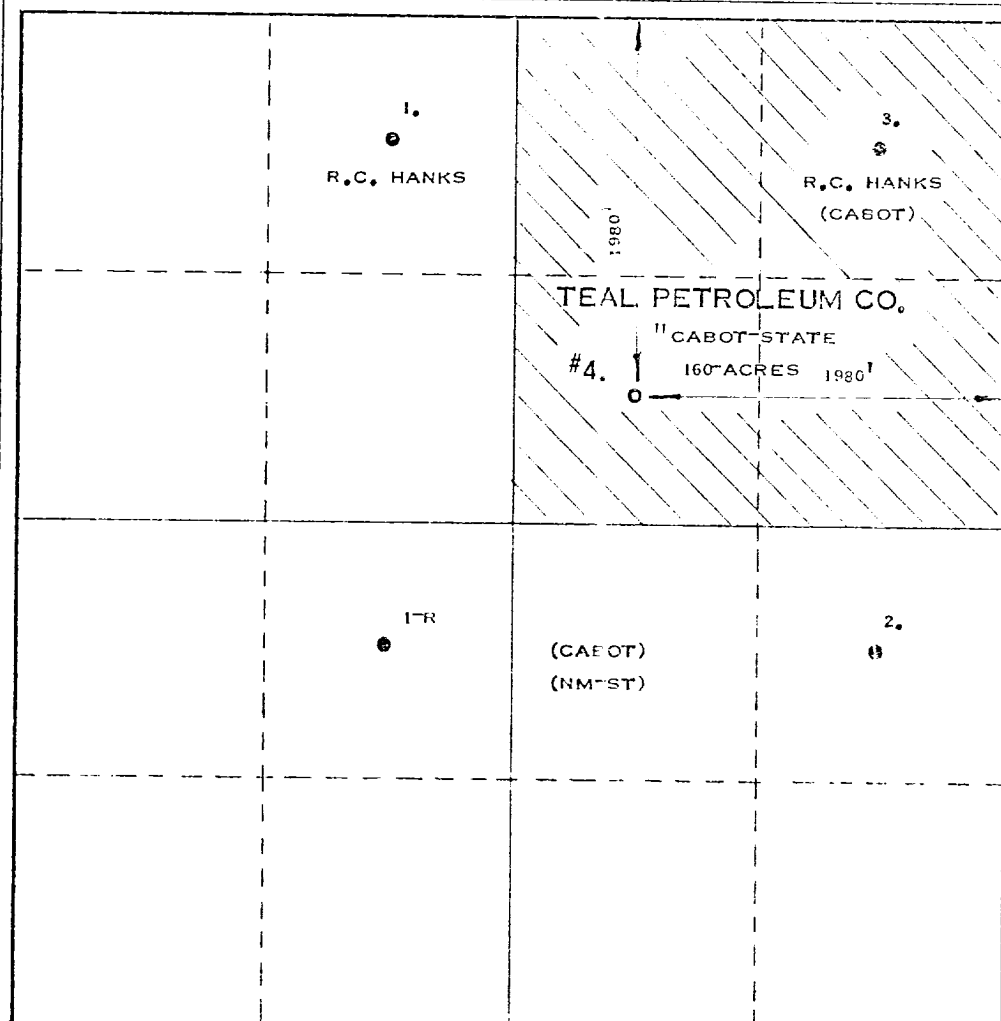 1.
R.C. HANKS
3.
R.C. HANKS
(CABOT)
1980'
TEAL PETROLEUM CO.
"CABOT-STATE
160-ACRES 1980'
#4.
1-R
(CABOT)
(NM-ST)
2.